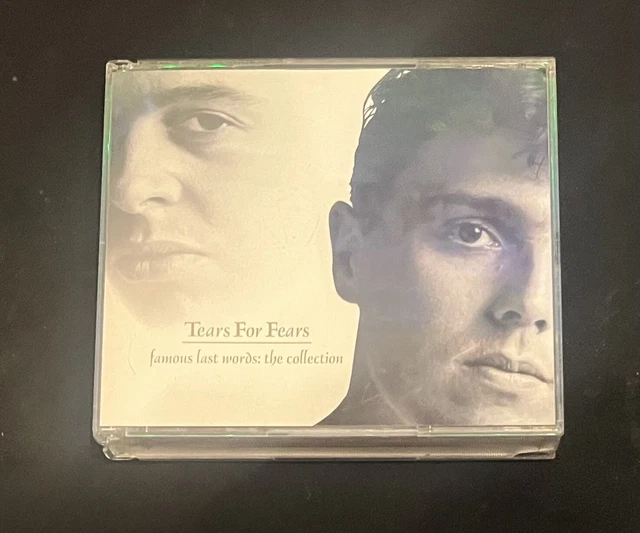 Tears For Fears
famous last words: the collection